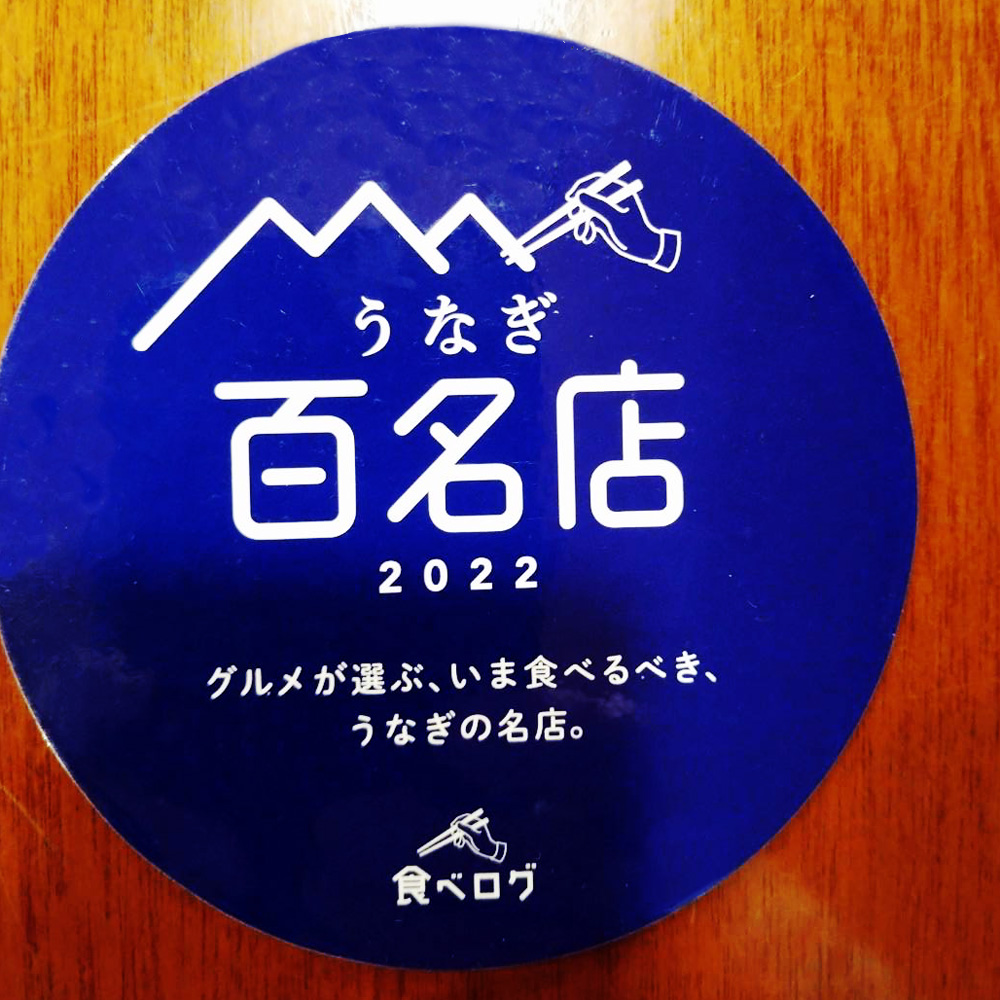 うなぎ
百名店
2022
グルメが選ぶ、いま食べるべき、
うなぎの名店。
食べログ